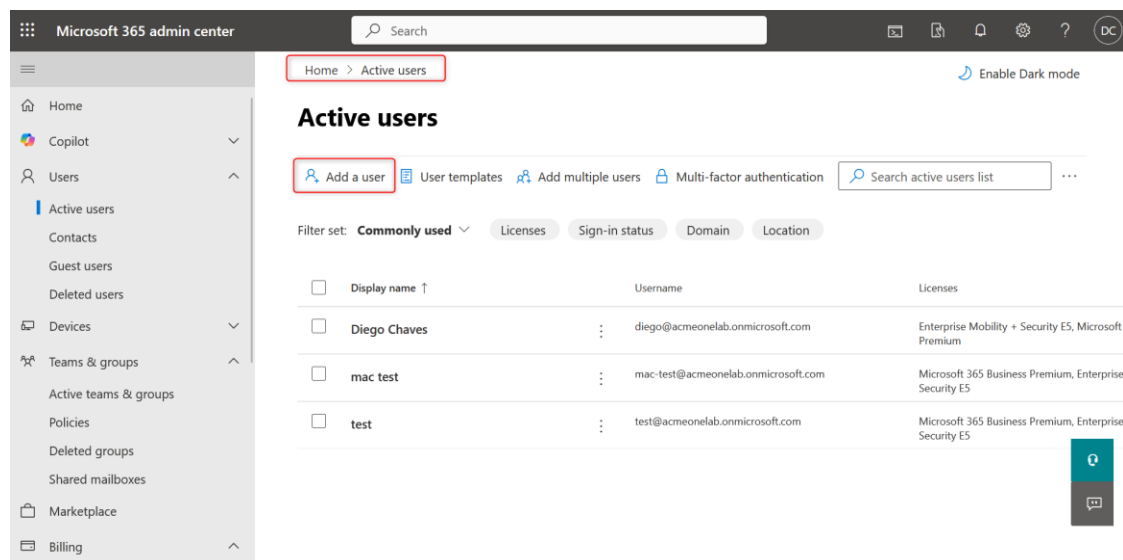 Microsoft 365 admin center
Search
DC
Home > Active users
Enable Dark mode
Home
Copilot
Users
Active users
Contacts
Guest users
Deleted users
Devices
Teams & groups
Active teams & groups
Policies
Deleted groups
Shared mailboxes
Marketplace
Billing
Active users
Add a user User templates Add multiple users Multi-factor authentication Search active users list ...
Filter set: Commonly used Licenses Sign-in status Domain Location
Display name ↑ Username Licenses
Diego Chaves diego@acmeonelab.onmicrosoft.com Enterprise Mobility + Security E5, Microsoft
Premium
mac test mac-test@acmeonelab.onmicrosoft.com Microsoft 365 Business Premium, Enterprise
Security E5
test test@acmeonelab.onmicrosoft.com Microsoft 365 Business Premium, Enterprise
Security E5